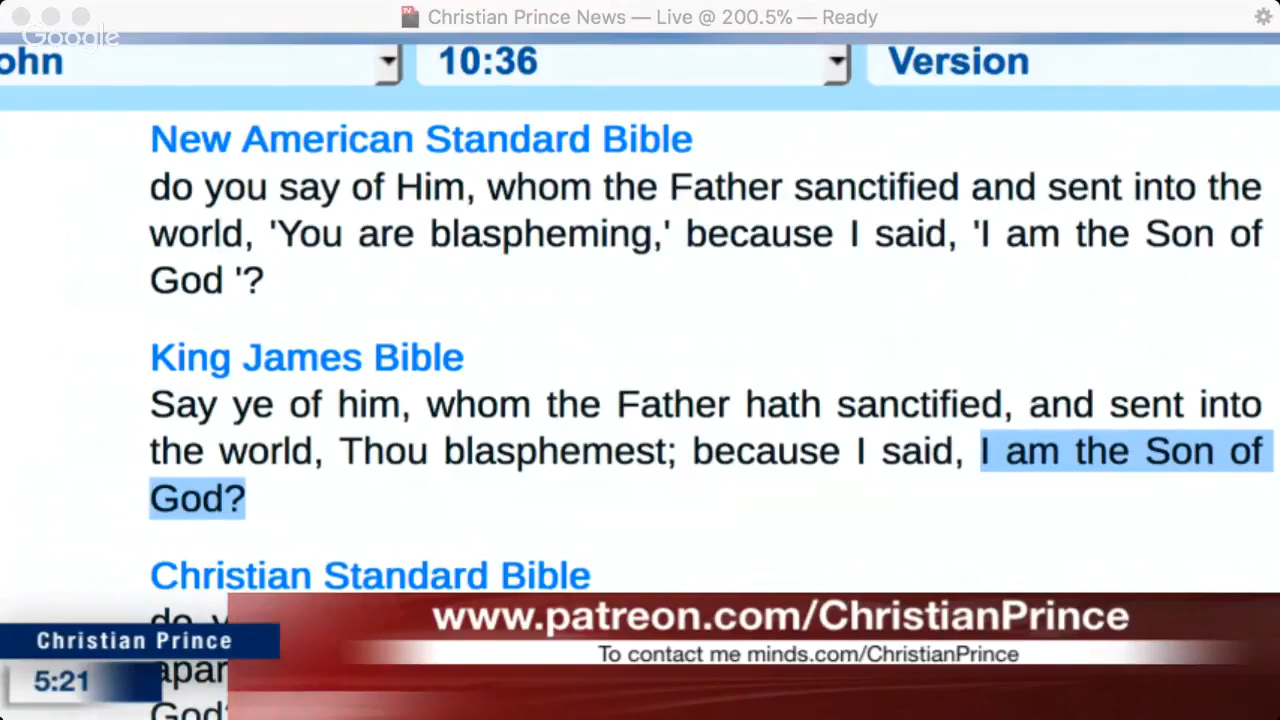 Christian Prince News — Live @ 200.5% — Ready
Google
ohn
10:36
Version
New American Standard Bible
do you say of Him, whom the Father sanctified and sent into the
world, 'You are blaspheming,' because I said, 'I am the Son of
God '?
King James Bible
Say ye of him, whom the Father hath sanctified, and sent into
the world, Thou blasphemest; because I said, I am the Son of
God?
Christian Standard Bible
do
www.patreon.com/ChristianPrince
Christian Prince
To contact me minds.com/ChristianPrince
apar
5:21
God